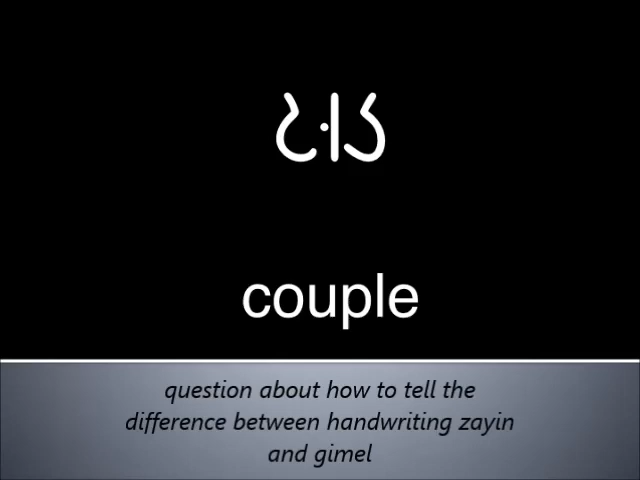 זוּג
couple
question about how to tell the
difference between handwriting zayin
and gimel